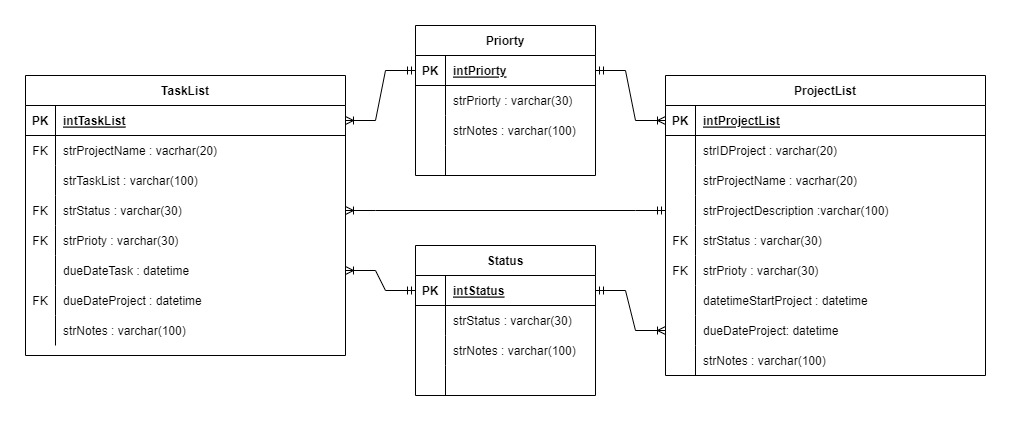 Priorty
PK intPriorty
strPriorty : varchar(30)
strNotes : varchar(100)
TaskList
PK intTaskList
FK strProjectName : vacrhar(20)
strTaskList : varchar(100)
FK strStatus : varchar(30)
FK strPrioty : varchar(30)
dueDateTask : datetime
FK dueDateProject : datetime
strNotes : varchar(100)
Status
PK intStatus
strStatus : varchar(30)
strNotes : varchar(100)
ProjectList
PK intProjectList
strIDProject : varchar(20)
strProjectName : vacrhar(20)
strProjectDescription :varchar(100)
FK strStatus : varchar(30)
FK strPrioty : varchar(30)
datetimeStartProject : datetime
dueDateProject: datetime
strNotes : varchar(100)